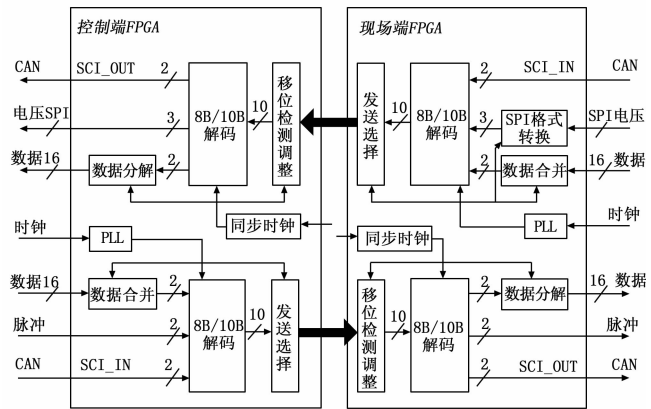 控制端FPGA
现场端FPGA
CAN
SCI_OUT
2
8B/10B
解码
10
移位检测调整
发送选择
10
8B/10B
解码
2
SCI_IN
CAN
电压SPI
3
3
SPI格式
转换
SPI电压
数据16
数据分解
2
2
数据合并
16
数据
时钟
PLL
同步时钟
同步时钟
PLL
时钟
数据16
数据合并
2
8B/10B
解码
10
发送选择
移位检测调整
10
8B/10B
解码
2
数据分解
16
数据
脉冲
2
2
脉冲
CAN
SCI_IN
2
2
SCI_OUT
CAN